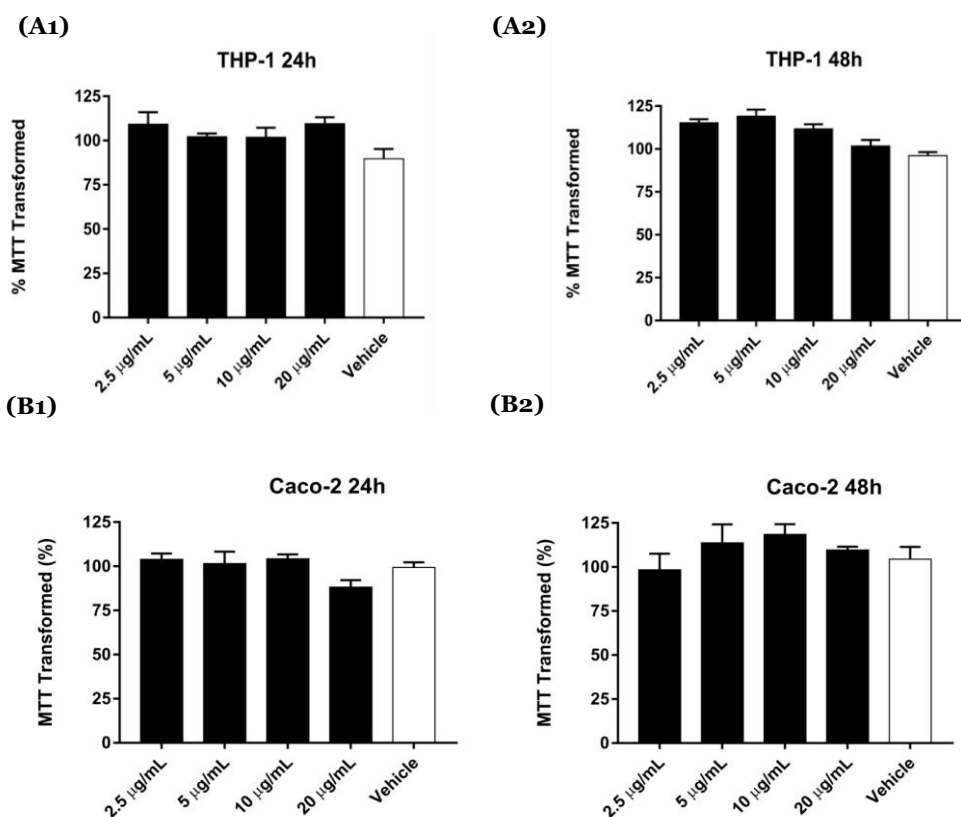 (A1)
THP-1 24h
% MTT Transformed
125
100
75
50
25
0
2.5 μg/mL
5 μg/mL
10 μg/mL
20 μg/mL
Vehicle
(A2)
THP-1 48h
% MTT Transformed
125
100
75
50
25
0
2.5 μg/mL
5 μg/mL
10 μg/mL
20 μg/mL
Vehicle
(B1)
Caco-2 24h
MTT Transformed (%)
125
100
75
50
25
0
2.5 μg/mL
5 μg/mL
10 μg/mL
20 μg/mL
Vehicle
(B2)
Caco-2 48h
MTT Transformed (%)
125
100
75
50
25
0
2.5 μg/mL
5 μg/mL
10 μg/mL
20 μg/mL
Vehicle